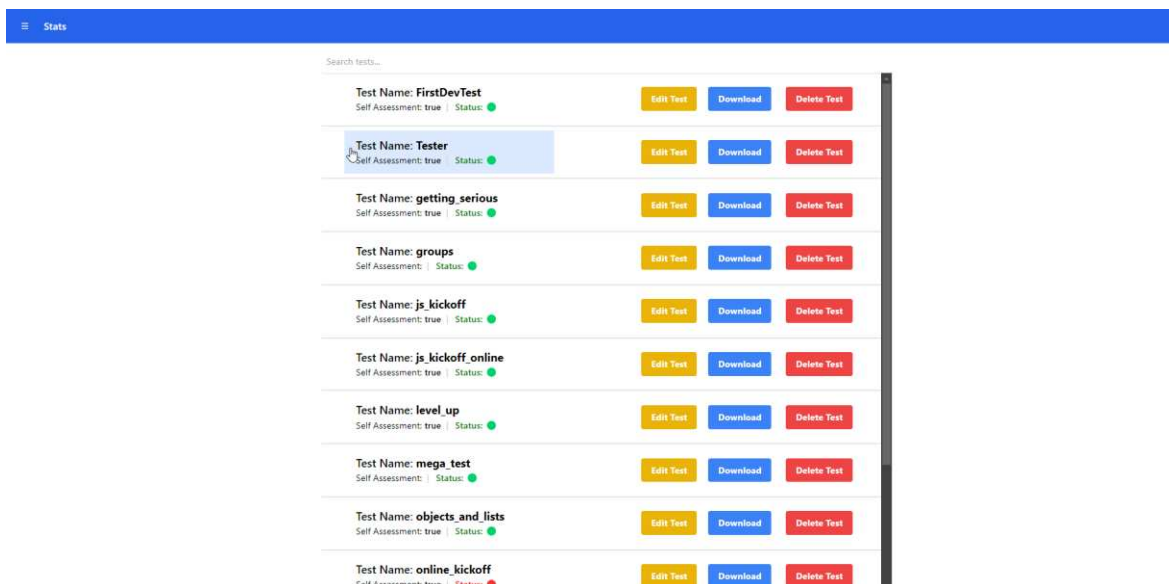 ☰ Stats
Search tests...
Test Name: FirstDevTest
Self Assessment: true | Status:
Edit Test Download Delete Test
Test Name: Tester
Self Assessment: true | Status:
Edit Test Download Delete Test
Test Name: getting_serious
Self Assessment: true | Status:
Edit Test Download Delete Test
Test Name: groups
Self Assessment: | Status:
Edit Test Download Delete Test
Test Name: js_kickoff
Self Assessment: true | Status:
Edit Test Download Delete Test
Test Name: js_kickoff_online
Self Assessment: true | Status:
Edit Test Download Delete Test
Test Name: level_up
Self Assessment: true | Status:
Edit Test Download Delete Test
Test Name: mega_test
Self Assessment: | Status:
Edit Test Download Delete Test
Test Name: objects_and_lists
Self Assessment: true | Status:
Edit Test Download Delete Test
Test Name: online_kickoff
Self Assessment: true | Status:
Edit Test Download Delete Test